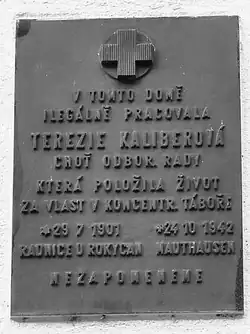 V TOMTO DOMĚ
ILEGÁLNĚ PRACOVALA
TEREZIE KALIBEROVÁ
CHOŤ ODBOR. RADY
KTERÁ POLOŽILA ŽIVOT
ZA VLAST V KONCENTR. TÁBOŘE
*29 7 1901 *24 10 1942
RADNICE U ROKYCAN MAUTHAUSEN
NEZAPOMENEME